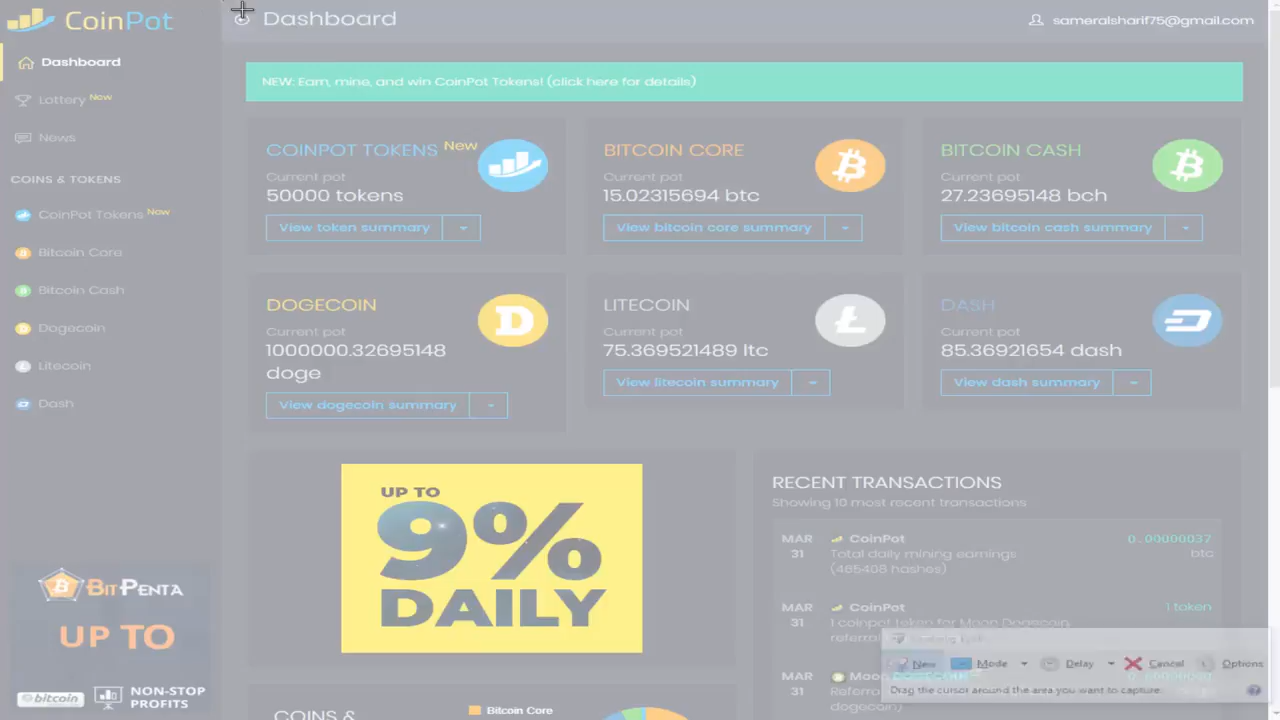 CoinPot
Dashboard
sameralsharif75@gmail.com
Dashboard
Lottery New
News
COINS & TOKENS
CoinPot Tokens New
Bitcoin Core
Bitcoin Cash
Dogecoin
Litecoin
Dash
BITPENTA
UP TO
bitcoin
NON-STOP
PROFITS
NEW: Earn, mine, and win CoinPot Tokens! (click here for details)
COINPOT TOKENS New
Current pot
50000 tokens
View token summary
BITCOIN CORE
Current pot
15.02315694 btc
View bitcoin core summary
BITCOIN CASH
Current pot
27.23695148 bch
View bitcoin cash summary
DOGECOIN
Current pot
1000000.32695148
doge
View dogecoin summary
LITECOIN
Current pot
75.369521489 ltc
View litecoin summary
DASH
Current pot
85.36921654 dash
View dash summary
UP TO
9%
DAILY
COINS &
Bitcoin Core
RECENT TRANSACTIONS
Showing 10 most recent transactions
MAR
31
CoinPot
0.00000037
btc
Total daily mining earnings
(465408 hashes)
MAR
31
CoinPot
1 token
1 coinpot token for Moon Dogecoin
referral
MAR
31
Moon
Referra
dogecoin)
New
Mode
Delay
Cancel
Options
Drag the cursor around the area you want to capture.